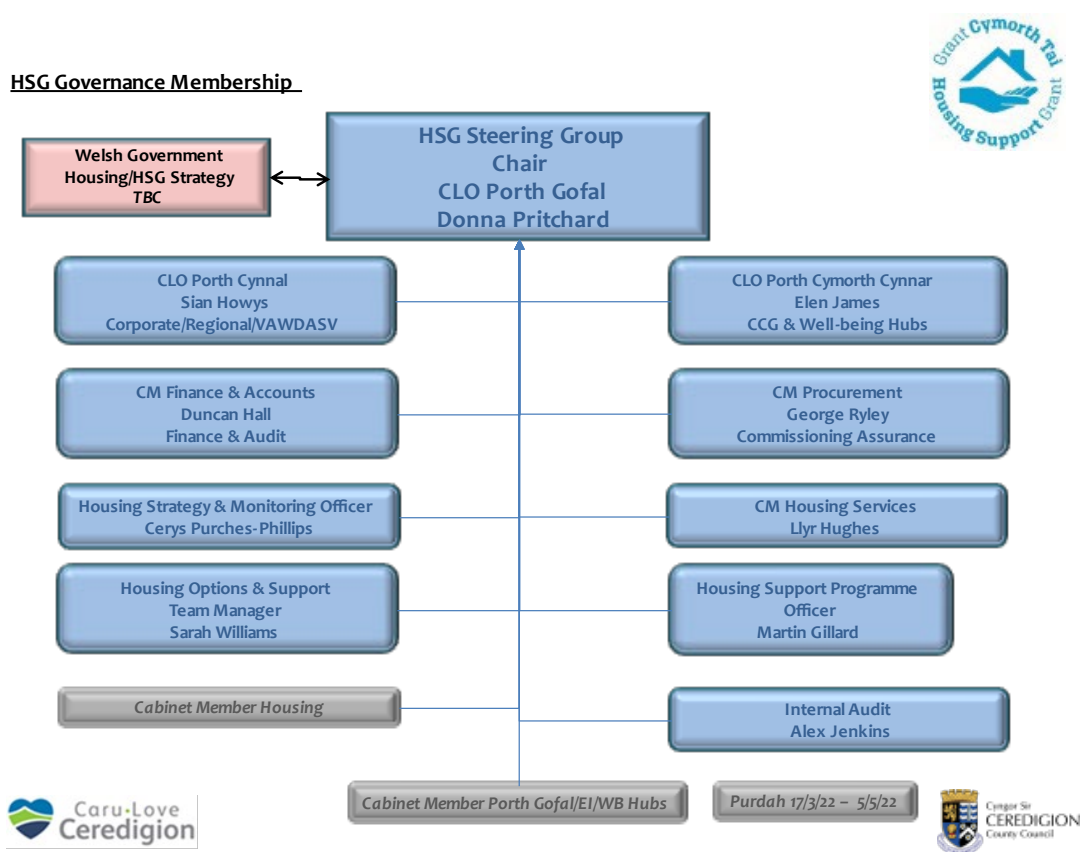 Grant Cymorth Tai
Housing Support Grant
HSG Governance Membership
HSG Steering Group
Chair
CLO Porth Gofal
Donna Pritchard
Welsh Government
Housing/HSG Strategy
TBC
CLO Porth Cynnal
Sian Howys
Corporate/Regional/VAWDASV
CLO Porth Cymorth Cynnar
Elen James
CCG & Well-being Hubs
CM Finance & Accounts
Duncan Hall
Finance & Audit
CM Procurement
George Ryley
Commissioning Assurance
Housing Strategy & Monitoring Officer
Cerys Purches-Phillips
CM Housing Services
Llyr Hughes
Housing Options & Support
Team Manager
Sarah Williams
Housing Support Programme
Officer
Martin Gillard
Cabinet Member Housing
Internal Audit
Alex Jenkins
Cabinet Member Porth Gofal/EI/WB Hubs
Purdah 17/3/22 – 5/5/22
Caru•Love
Ceredigion
Cyngor Sir
CEREDIGION
County Council